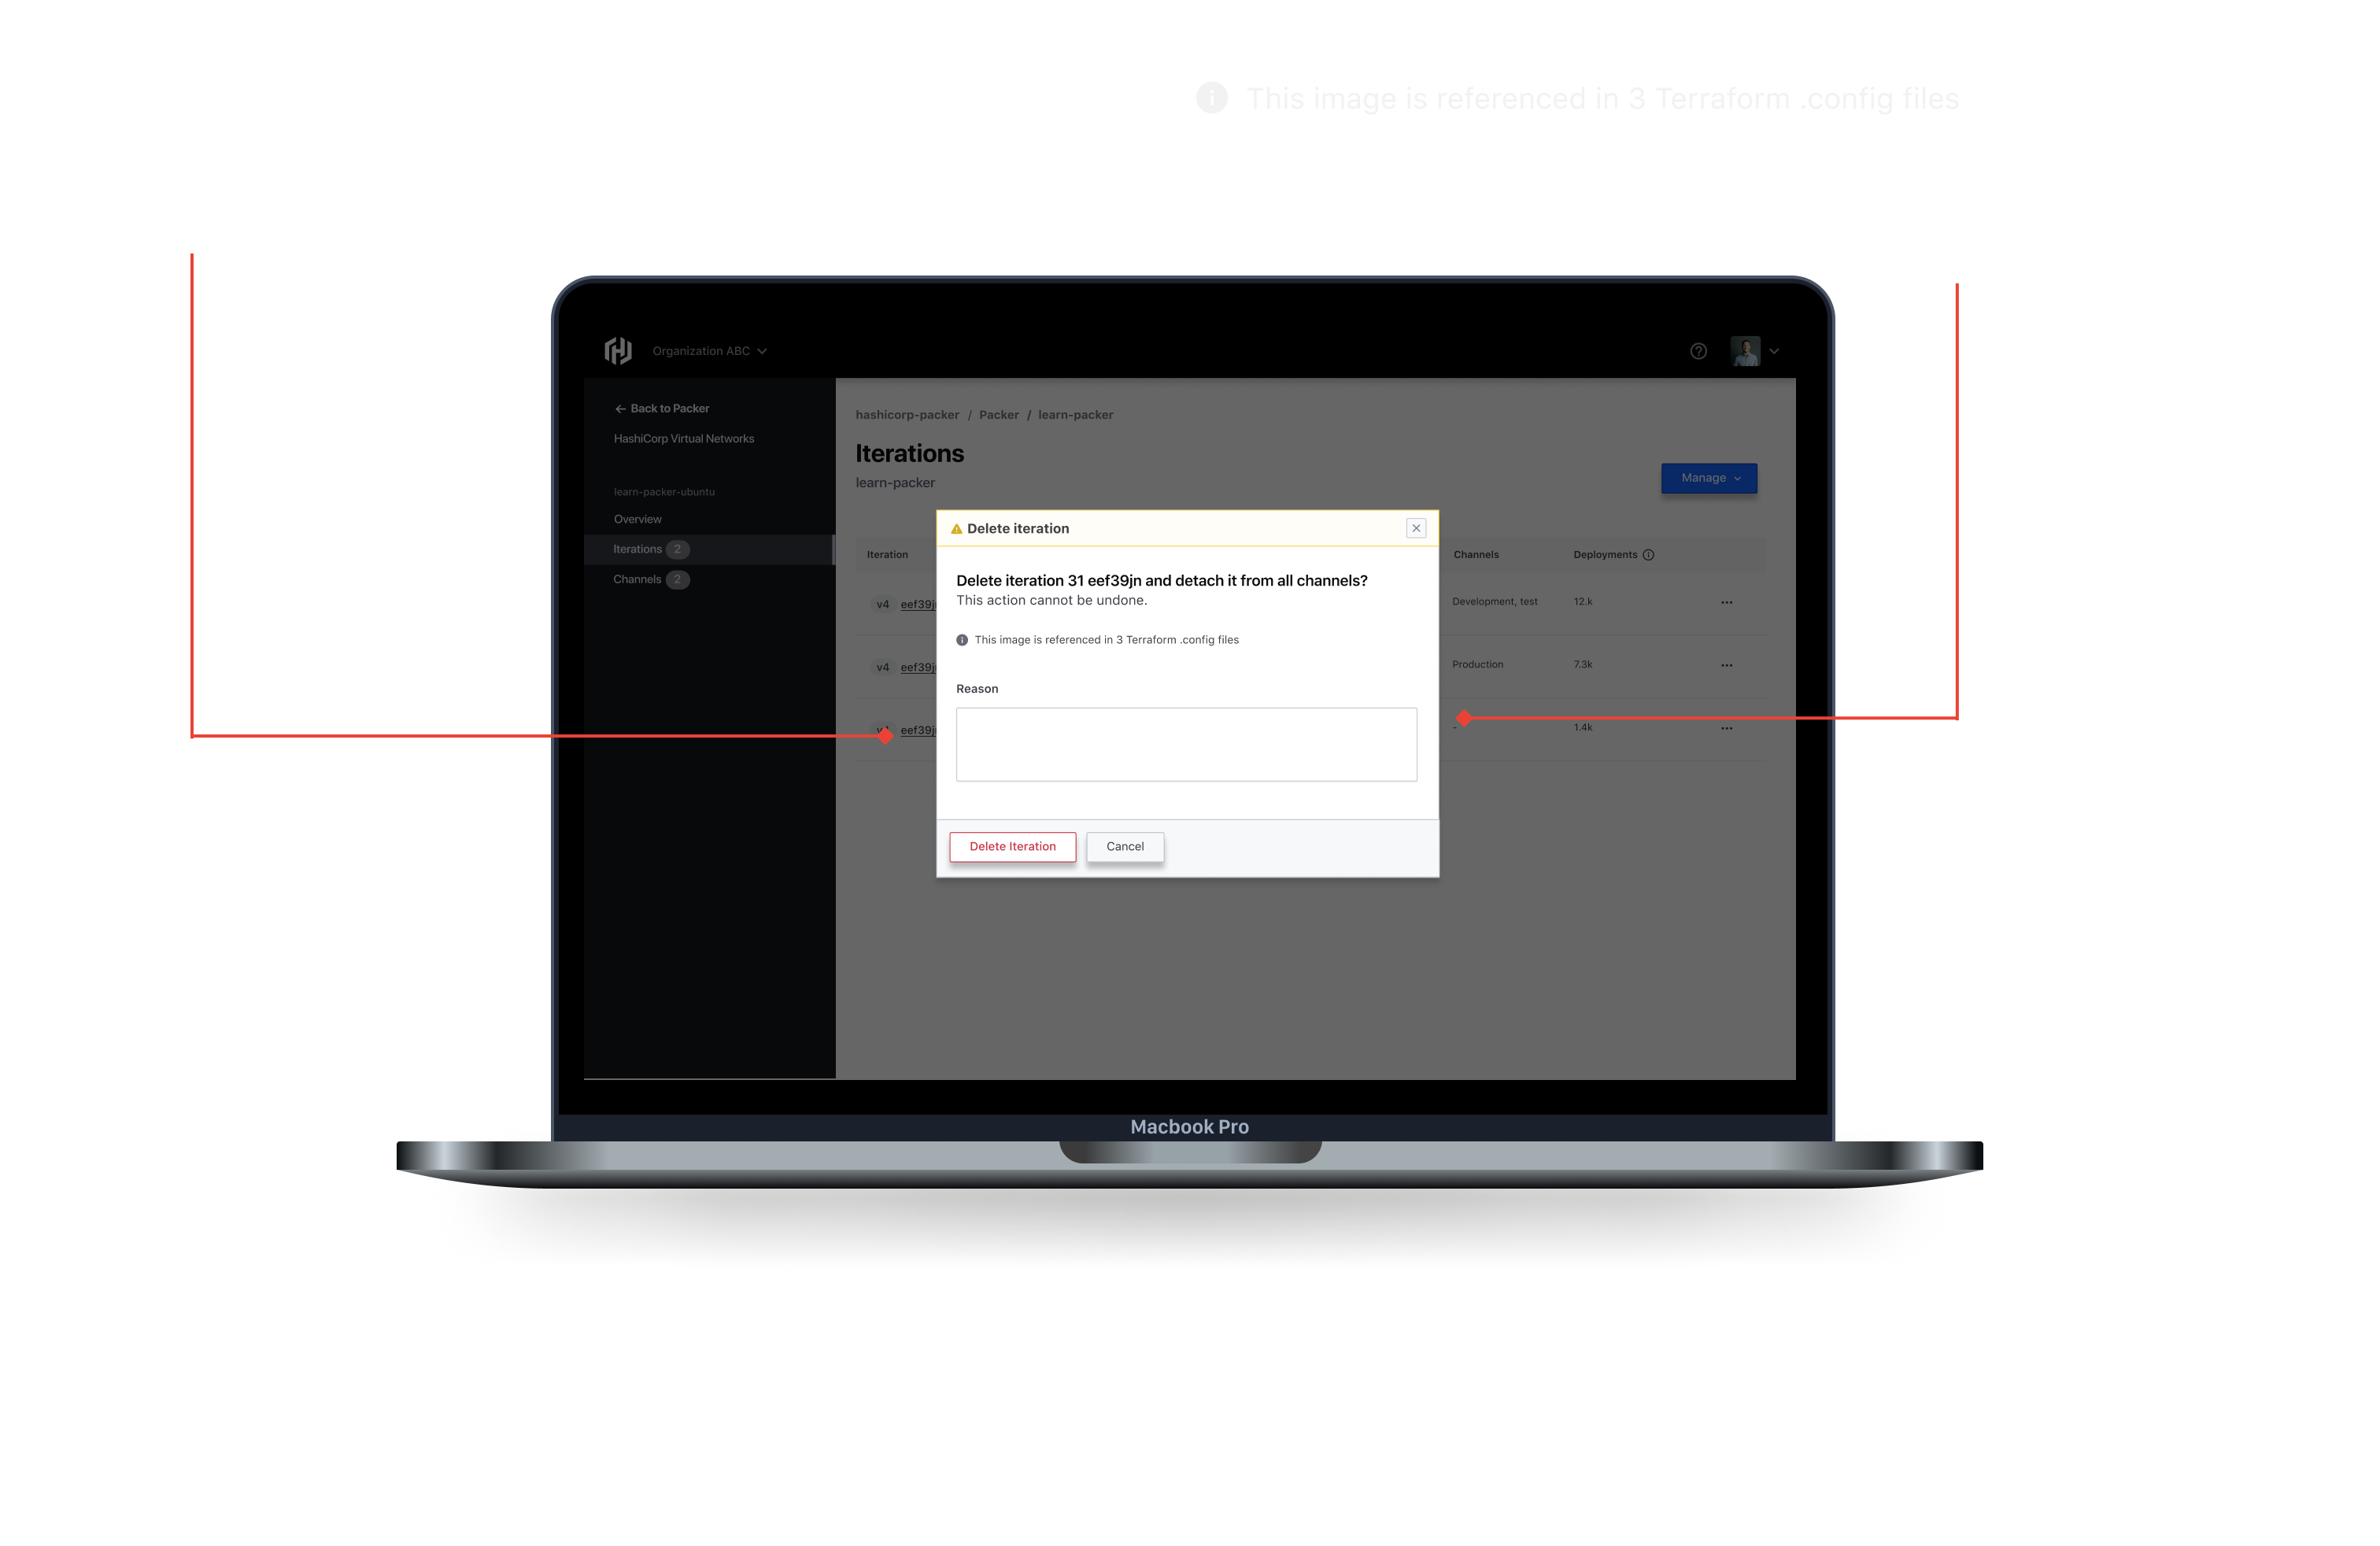 This image is referenced in 3 Terraform .config files
Organization ABC
Back to Packer
HashiCorp Virtual Networks
learn-packer-ubuntu
Overview
Iterations 2
Channels 2
hashicorp-packer / Packer / learn-packer
Iterations
learn-packer
Manage
Iteration Channels Deployments
v4 eef39j Development, test 12.k ...
v4 eef39j Production 7.3k ...
eef39j - 1.4k ...
Delete iteration
Delete iteration 31 eef39jn and detach it from all channels?
This action cannot be undone.
This image is referenced in 3 Terraform .config files
Reason
Delete Iteration Cancel
Macbook Pro